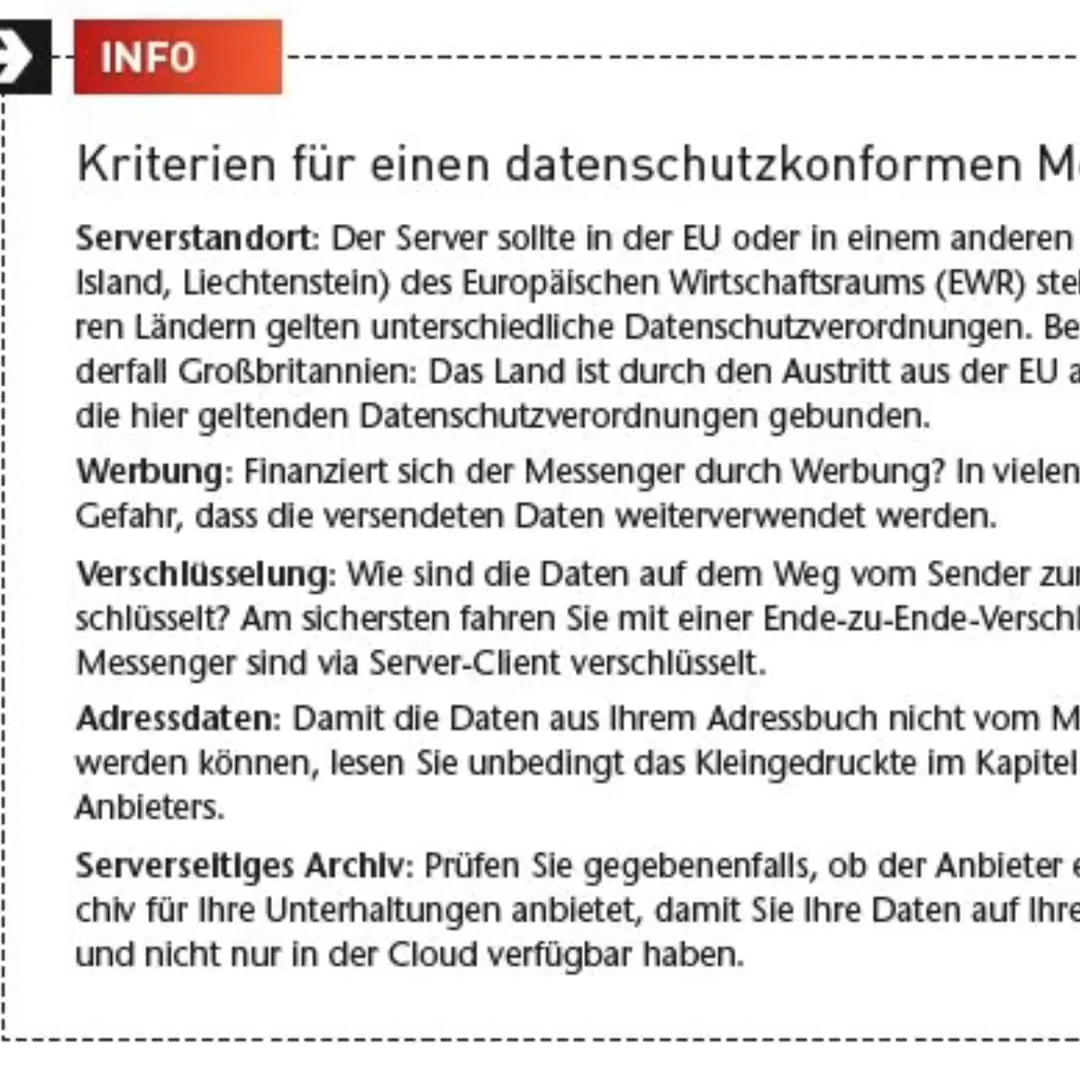 INFO
Kriterien für einen datenschutzkonformen
Serverstandort: Der Server sollte in der EU oder in einem anderen
Island, Liechtenstein) des Europäischen Wirtschaftsraums (EWR)
ren Ländern gelten unterschiedliche Datenschutzverordnungen.
derfall Großbritannien: Das Land ist durch den Austritt aus der EU
die hier geltenden Datenschutzverordnungen gebunden.
Werbung: Finanziert sich der Messenger durch Werbung? In vielen
Gefahr, dass die versendeten Daten weiterverwendet werden.
Verschlüsselung: Wie sind die Daten auf dem Weg vom Sender
schlüsselt? Am sichersten fahren Sie mit einer Ende-zu-Ende-Verschl
Messenger sind via Server-Client verschlüsselt.
Adressdaten: Damit die Daten aus Ihrem Adressbuch nicht vom
werden können, lesen Sie unbedingt das Kleingedruckte im Kapitel
Anbieters.
Serverseitiges Archiv: Prüfen Sie gegebenenfalls, ob der Anbieter
chiv für Ihre Unterhaltungen anbietet, damit Sie Ihre Daten auf Ihre
und nicht nur in der Cloud verfügbar haben.